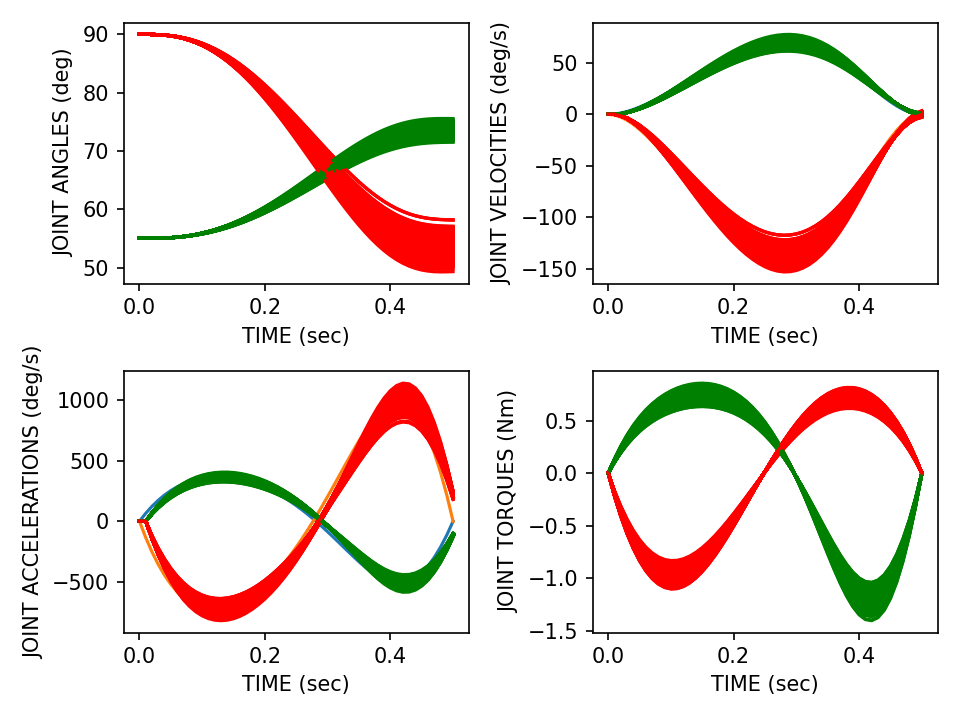 JOINT ANGLES (deg)
90
80
70
60
50
0.0 0.2 0.4
TIME (sec)
JOINT VELOCITIES (deg/s)
50
0
−50
−100
−150
0.0 0.2 0.4
TIME (sec)
JOINT ACCELERATIONS (deg/s)
1000
500
0
−500
0.0 0.2 0.4
TIME (sec)
JOINT TORQUES (Nm)
0.5
0.0
−0.5
−1.0
−1.5
0.0 0.2 0.4
TIME (sec)